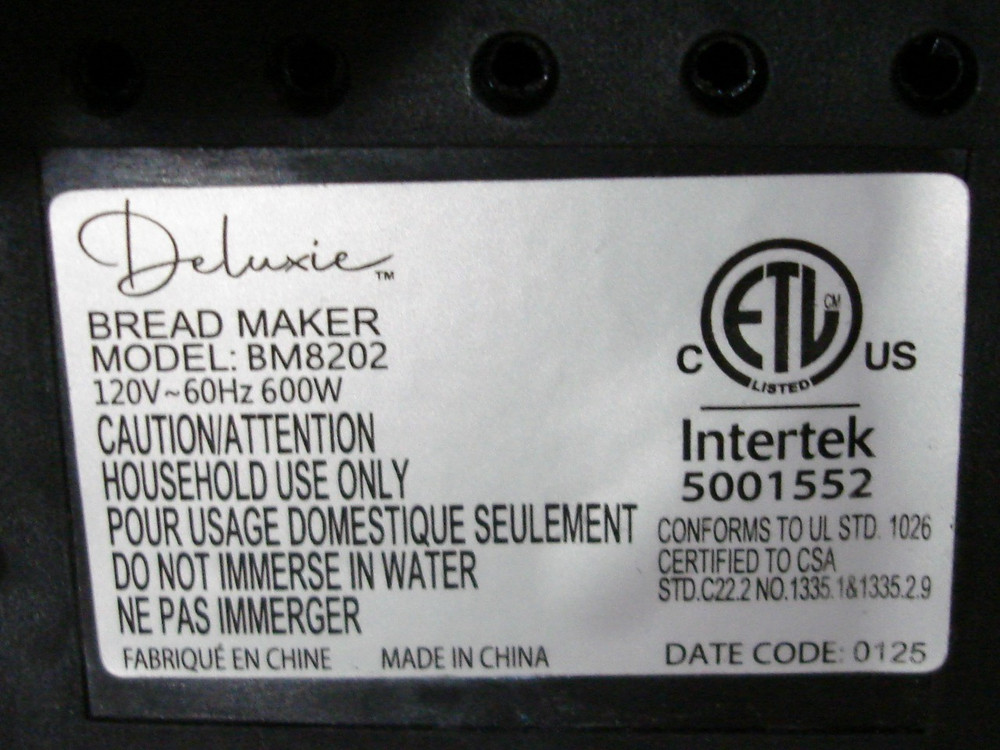 Deluxie™
BREAD MAKER
MODEL: BM8202
120V~60Hz 600W
CAUTION/ATTENTION
HOUSEHOLD USE ONLY
POUR USAGE DOMESTIQUE SEULEMENT
DO NOT IMMERSE IN WATER
NE PAS IMMERGER
FABRIQUÉ EN CHINE MADE IN CHINA
ETL CM
C US
LISTED
Intertek
5001552
CONFORMS TO UL STD. 1026
CERTIFIED TO CSA
STD.C22.2 NO.1335.1&1335.2.9
DATE CODE: 0125